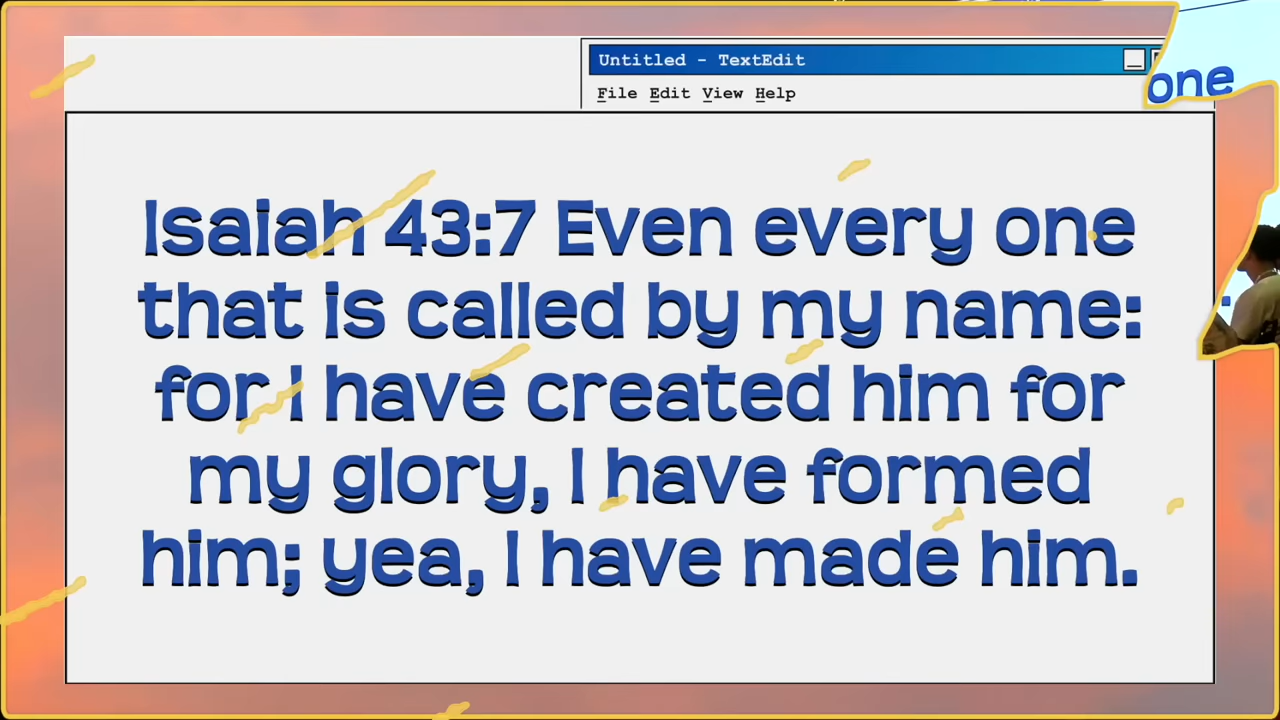 Untitled - TextEdit
one
File Edit View Help
Isaiah 43:7 Even every one
that is called by my name:
for I have created him for
my glory, I have formed
him; yea, I have made him.